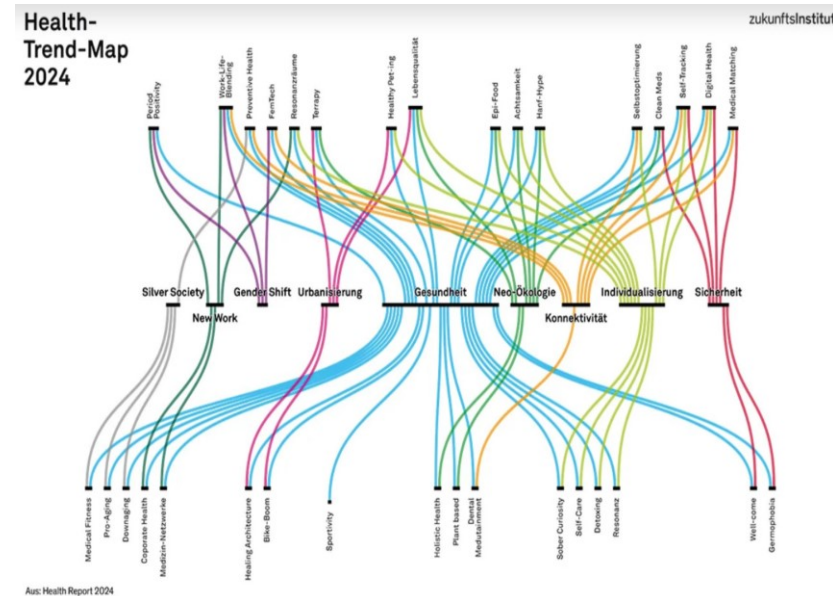 Health-
Trend-Map
2024
zukunftsInstitut
Period
Positivity
Work-Life-
Blending
Preventive Health
FemTech
Resonanzräume
Terrapy
Healthy Pet-ing
Lebensqualität
Epi-Food
Achtsamkeit
Hanf-Hype
Selbstoptimierung
Clean Meds
Self-Tracking
Digital Health
Medical Matching
Silver Society
New Work
Gender Shift
Urbanisierung
Gesundheit
Neo-Ökologie
Konnektivität
Individualisierung
Sicherheit
Medical Fitness
Pro-Aging
Downaging
Coporate Health
Medizin-Netzwerke
Healing Architecture
Bike-Boom
Sportivity
Holistic Health
Plant based
Dental
Medutainment
Sober Curiosity
Self-Care
Detoxing
Resonanz
Well-come
Germophobia
Aus: Health Report 2024